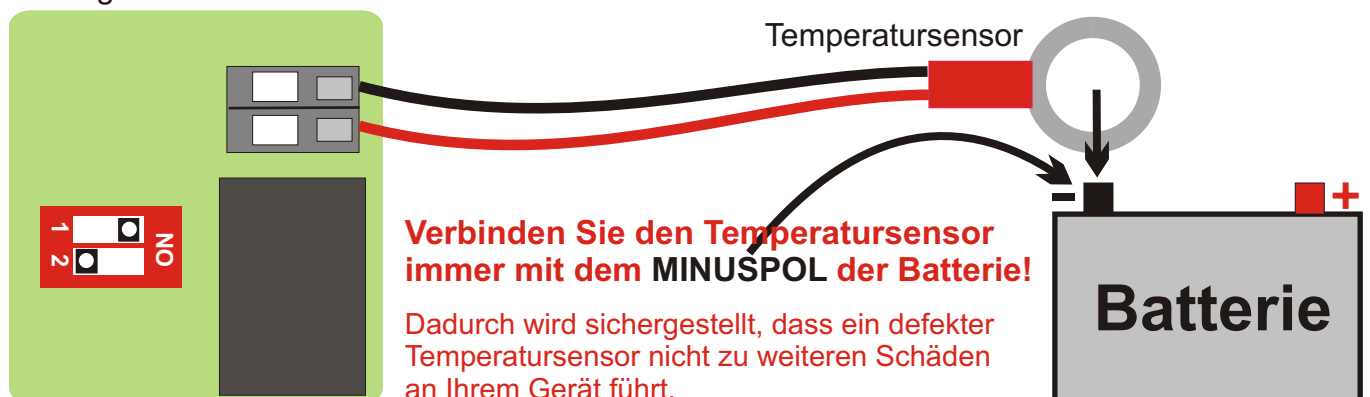 Temperatursensor
-
+
1
2
ON
Verbinden Sie den Temperatursensor
immer mit dem MINUSPOL der Batterie!
Dadurch wird sichergestellt, dass ein defekter
Temperatursensor nicht zu weiteren Schäden
an Ihrem Gerät führt.
Batterie